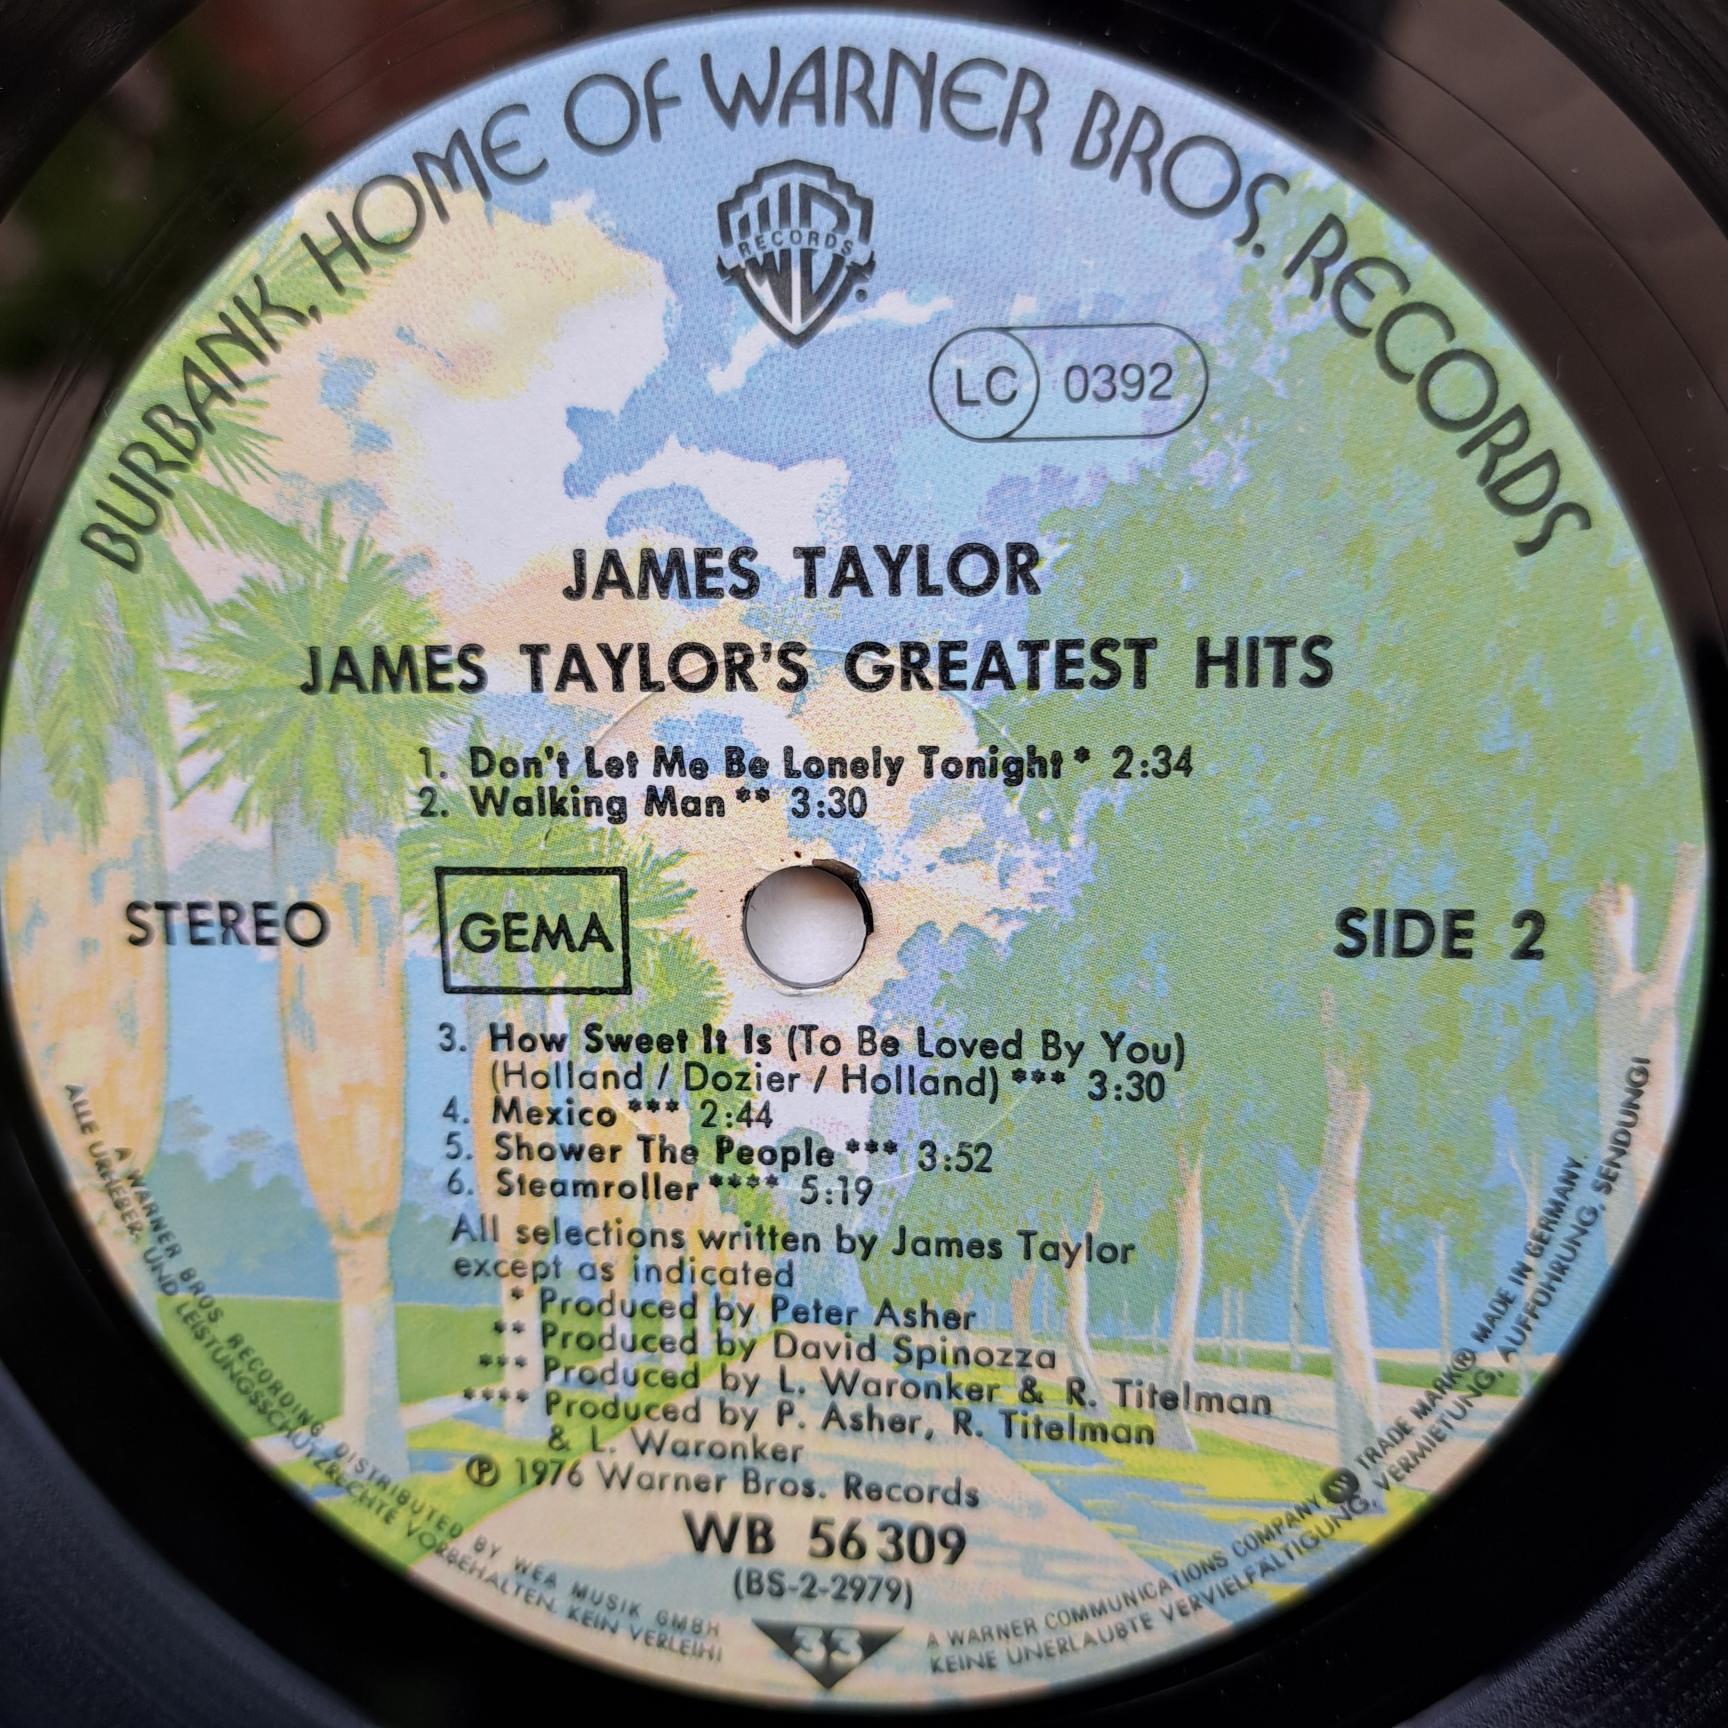 BURBANK, HOME OF WARNER BROS. RECORDS
RECORDS
LC 0392
JAMES TAYLOR
JAMES TAYLOR'S GREATEST HITS
1. Don't Let Me Be Lonely Tonight * 2:34
2. Walking Man ** 3:30
STEREO
GEMA
SIDE 2
3. How Sweet It Is (To Be Loved By You)
(Holland / Dozier / Holland) *** 3:30
4. Mexico *** 2:44
5. Shower The People *** 3:52
6. Steamroller **** 5:19
All selections written by James Taylor
except as indicated
* Produced by Peter Asher
** Produced by David Spinozza
*** Produced by L. Waronker & R. Titelman
**** Produced by P. Asher, R. Titelman
& L. Waronker
℗ 1976 Warner Bros. Records
WB 56 309
(BS-2-2979)
33
A WARNER BROS RECORDING DISTRIBUTED BY WEA MUSIK GMBH
A WARNER COMMUNICATIONS COMPANY TRADE MARK® MADE IN GERMANY.
ALLE URHEBER- UND LEISTUNGSSCHUTZRECHTE VORBEHALTEN. KEIN VERLEIH!
KEINE UNERLAUBTE VERVIELFÄLTIGUNG, VERMIETUNG, AUFFÜHRUNG, SENDUNG!